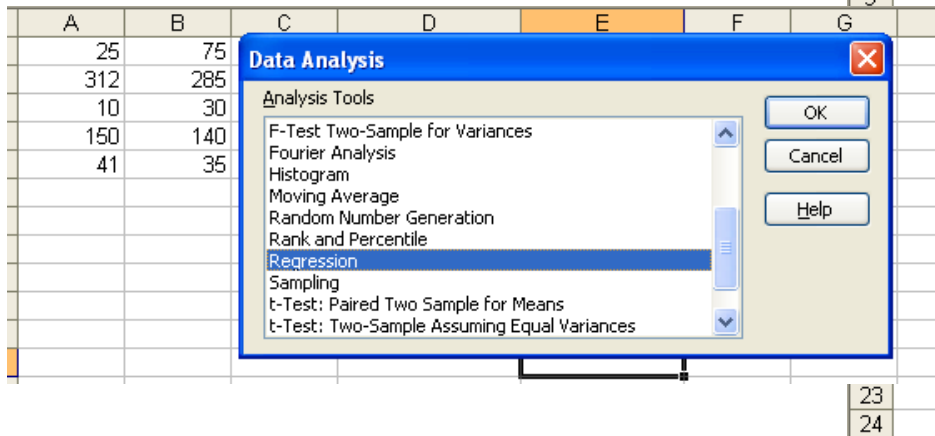 A B C D E F G
25 75
312 285
10 30
150 140
41 35
Data Analysis
Analysis Tools
F-Test Two-Sample for Variances
Fourier Analysis
Histogram
Moving Average
Random Number Generation
Rank and Percentile
Regression
Sampling
t-Test: Paired Two Sample for Means
t-Test: Two-Sample Assuming Equal Variances
OK
Cancel
Help
23
24